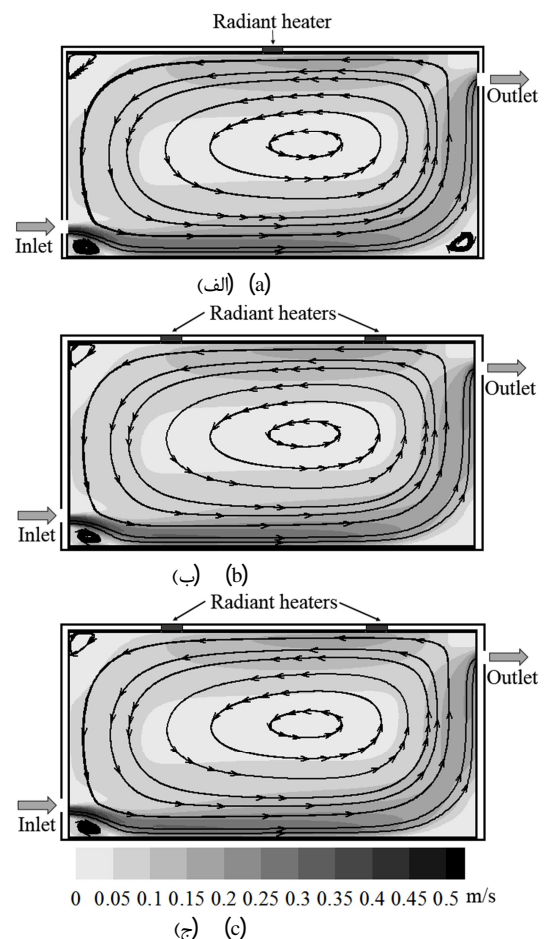 Radiant heater
Outlet
Inlet
(الف) (a)
Radiant heaters
Outlet
Inlet
(ب) (b)
Radiant heaters
Outlet
Inlet
0 0.05 0.1 0.15 0.2 0.25 0.3 0.35 0.4 0.45 0.5 m/s
(ج) (c)